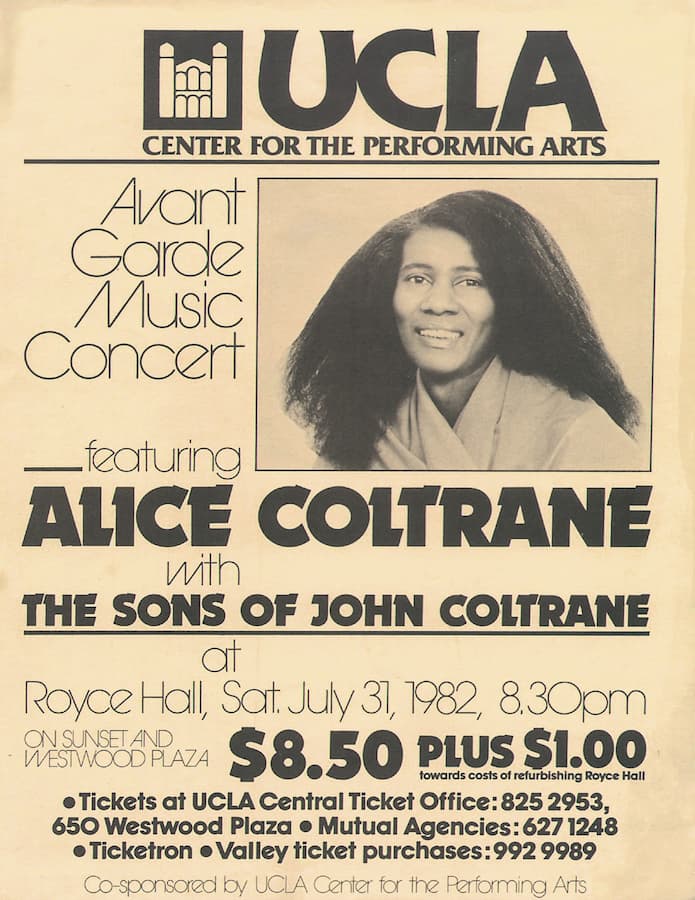 UCLA
CENTER FOR THE PERFORMING ARTS
Avant
Garde
Music
Concert
featuring
ALICE COLTRANE
with
THE SONS OF JOHN COLTRANE
at
Royce Hall, Sat. July 31, 1982, 8.30pm
ON SUNSET AND
WESTWOOD PLAZA
$8.50 PLUS $1.00
towards costs of refurbishing Royce Hall
• Tickets at UCLA Central Ticket Office: 825 2953,
650 Westwood Plaza • Mutual Agencies: 627 1248
• Ticketron • Valley ticket purchases: 992 9989
Co-sponsored by UCLA Center for the Performing Arts